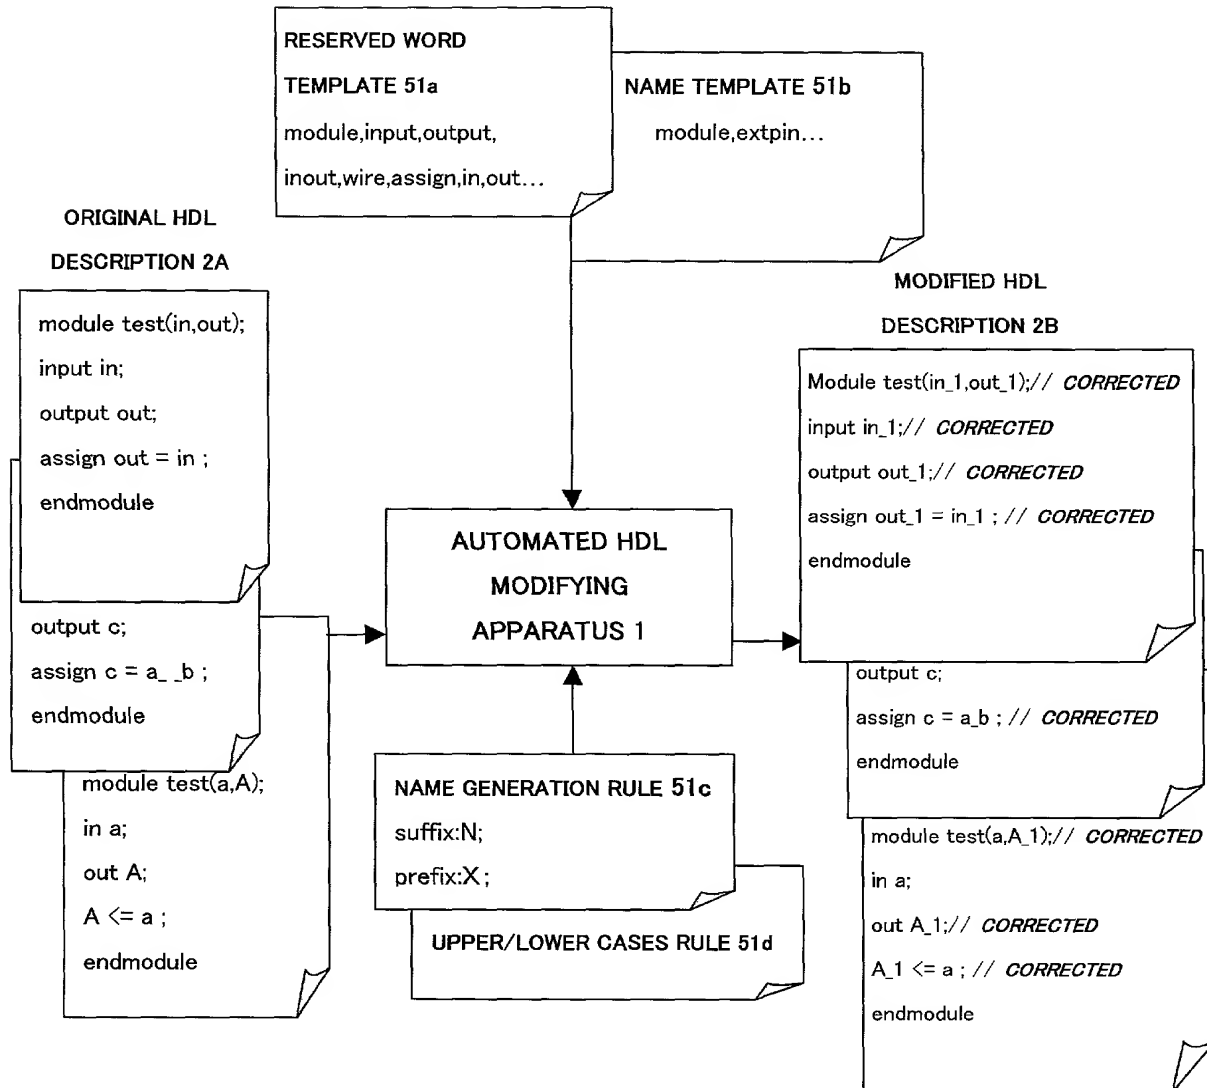 RESERVED WORD
TEMPLATE 51a
module,input,output,
inout,wire,assign,in,out...
NAME TEMPLATE 51b
module,extpin...
ORIGINAL HDL
DESCRIPTION 2A
module test(in,out);
input in;
output out;
assign out = in ;
endmodule
output c;
assign c = a_ _b ;
endmodule
module test(a,A);
in a;
out A;
A <= a ;
endmodule
AUTOMATED HDL
MODIFYING
APPARATUS 1
NAME GENERATION RULE 51c
suffix:N;
prefix:X ;
UPPER/LOWER CASES RULE 51d
MODIFIED HDL
DESCRIPTION 2B
Module test(in_1,out_1);// CORRECTED
input in_1;// CORRECTED
output out_1;// CORRECTED
assign out_1 = in_1 ; // CORRECTED
endmodule
output c;
assign c = a_b ; // CORRECTED
endmodule
module test(a,A_1);// CORRECTED
in a;
out A_1;// CORRECTED
A_1 <= a ; // CORRECTED
endmodule